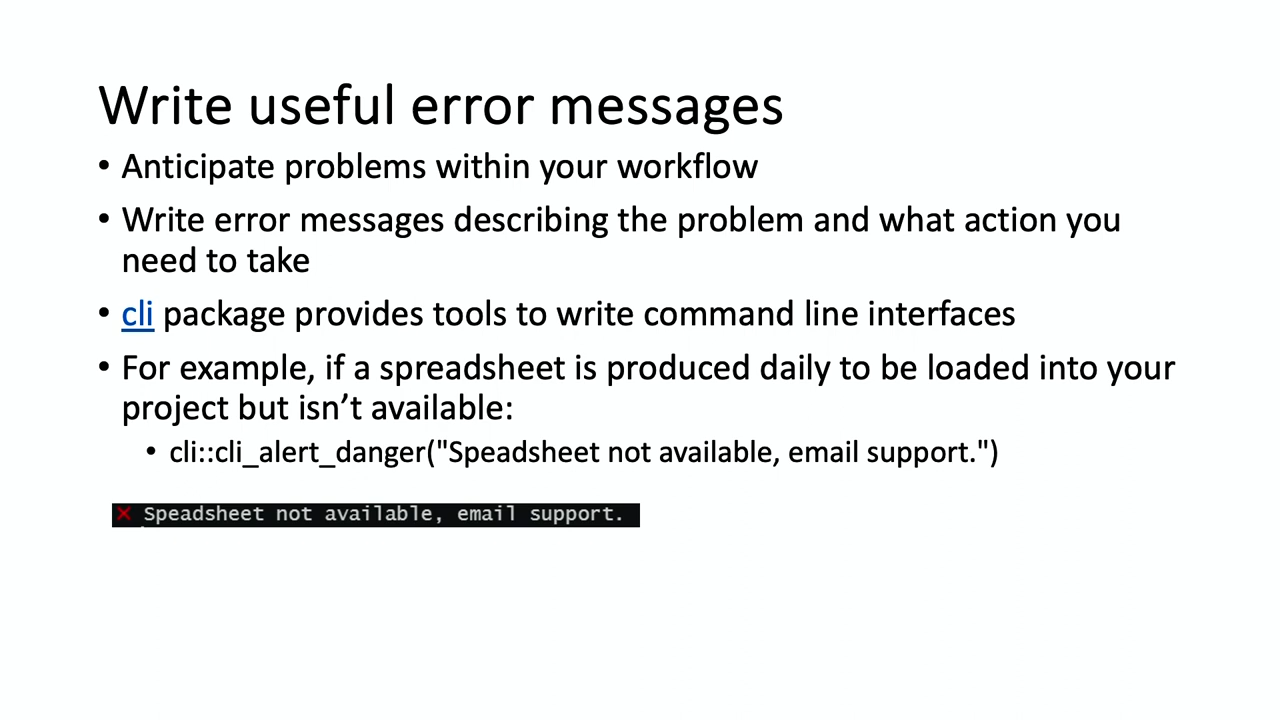 Write useful error messages
• Anticipate problems within your workflow
• Write error messages describing the problem and what action you
need to take
• cli package provides tools to write command line interfaces
• For example, if a spreadsheet is produced daily to be loaded into your
project but isn’t available:
• cli::cli_alert_danger("Speadsheet not available, email support.")
✖ Speadsheet not available, email support.